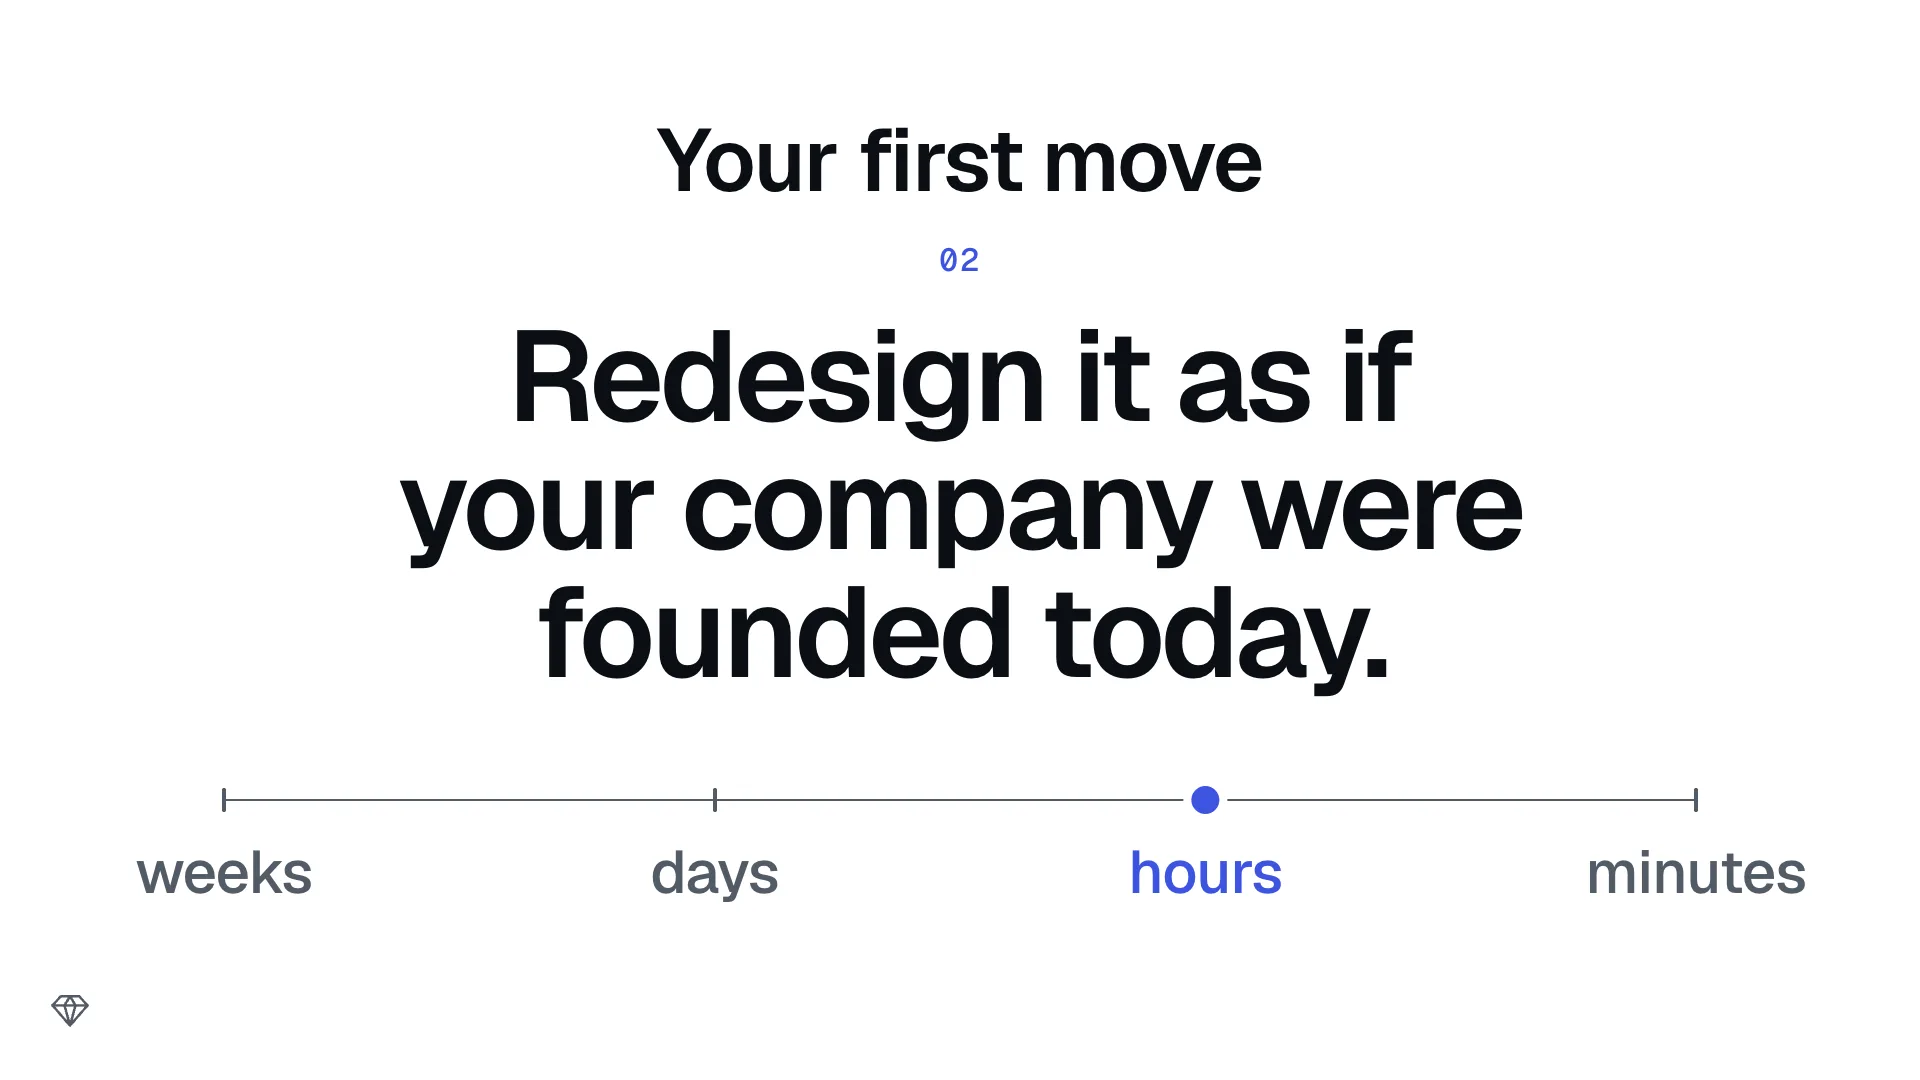 Your first move
02
Redesign it as if
your company were
founded today.
weeks
days
hours
minutes